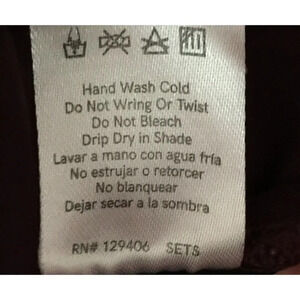 Hand Wash Cold
Do Not Wring Or Twist
Do Not Bleach
Drip Dry in Shade
Lavar a mano con agua fría
No estrujar o retorcer
No blanquear
Dejar secar a la sombra
RN# 129406 SETS